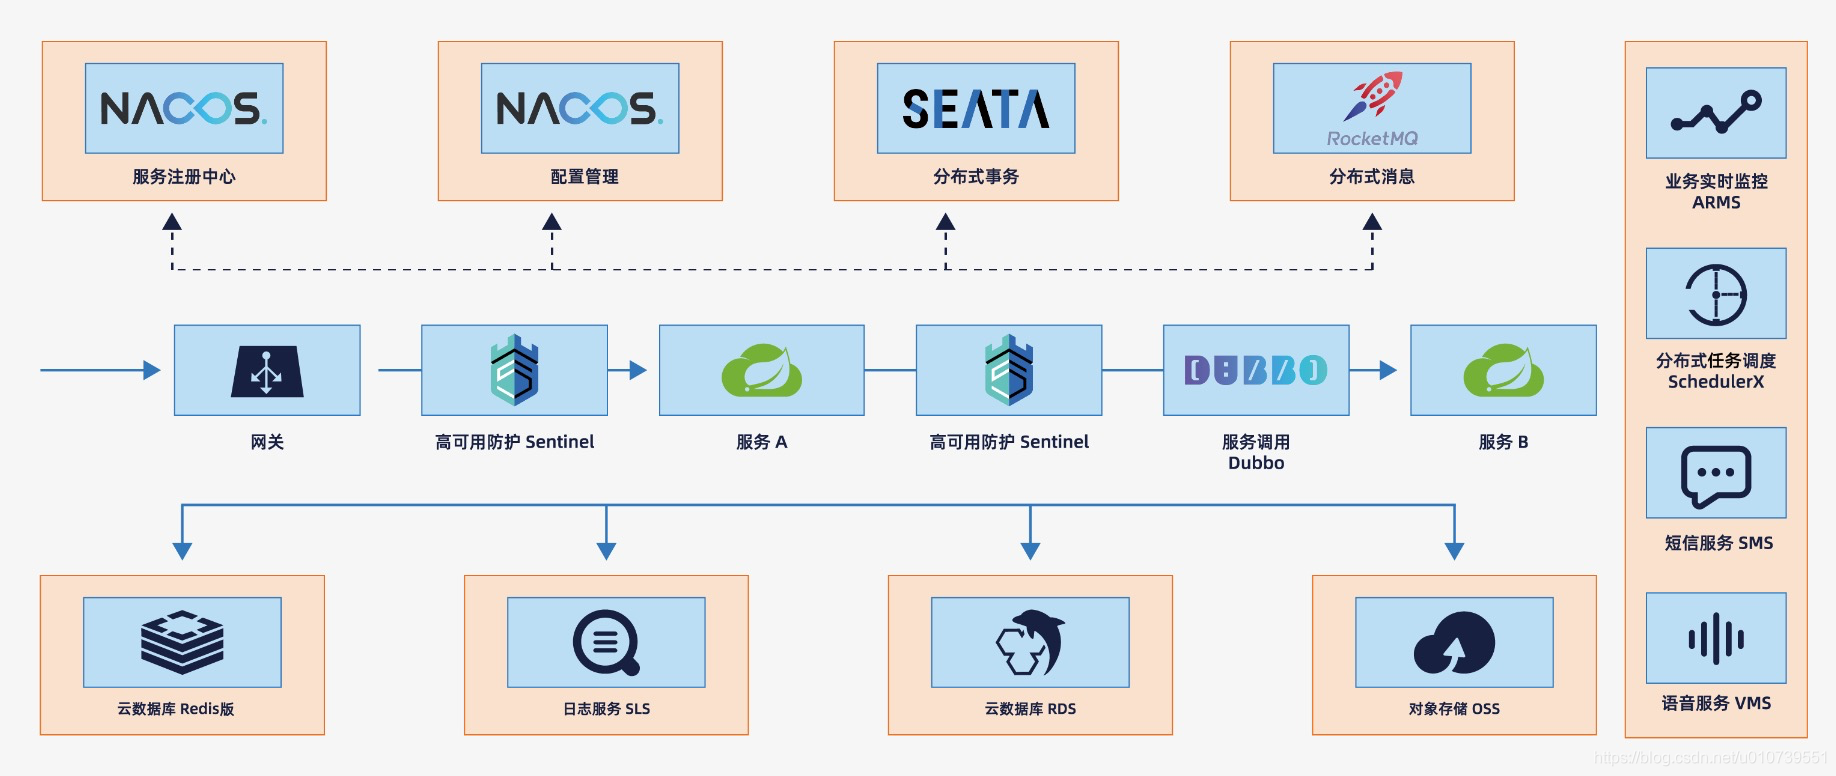 NACOS.
服务注册中心
NACOS.
配置管理
SEATA
分布式事务
RocketMQ
分布式消息
业务实时监控
ARMS
分布式任务调度
SchedulerX
短信服务 SMS
语音服务 VMS
网关
高可用防护 Sentinel
服务 A
高可用防护 Sentinel
DUBBO
服务调用
Dubbo
服务 B
云数据库 Redis版
日志服务 SLS
云数据库 RDS
对象存储 OSS
https://blog.csdn.net/u010739551